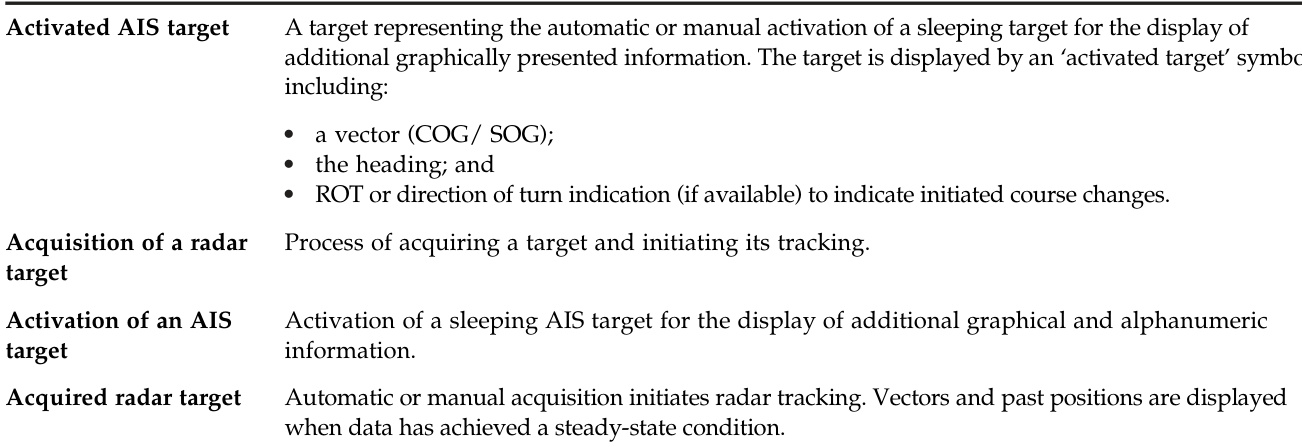 Activated AIS target A target representing the automatic or manual activation of a sleeping target for the display of
additional graphically presented information. The target is displayed by an ‘activated target’ symbo
including:
• a vector (COG/ SOG);
• the heading; and
• ROT or direction of turn indication (if available) to indicate initiated course changes.
Acquisition of a radar Process of acquiring a target and initiating its tracking.
target
Activation of an AIS Activation of a sleeping AIS target for the display of additional graphical and alphanumeric
target information.
Acquired radar target Automatic or manual acquisition initiates radar tracking. Vectors and past positions are displayed
when data has achieved a steady-state condition.